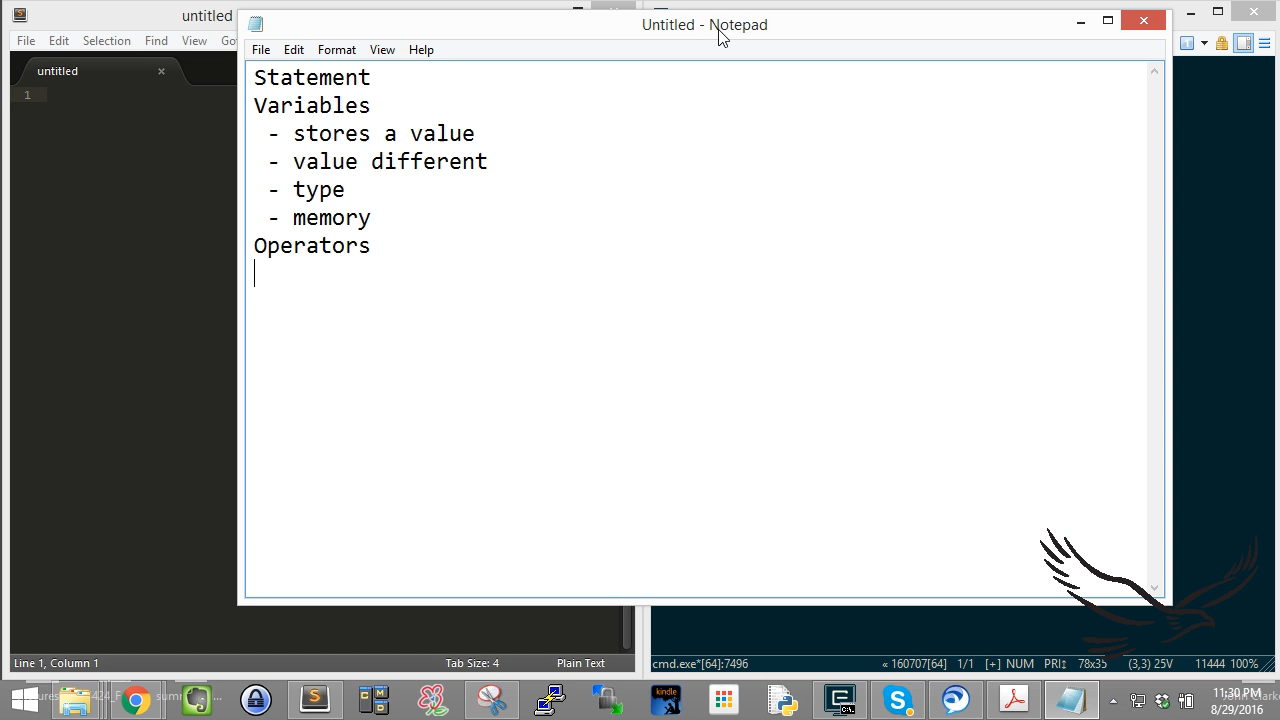 untitled
File Edit Selection Find View Go
untitled
1
Untitled - Notepad
File Edit Format View Help
Statement
Variables
- stores a value
- value different
- type
- memory
Operators
Line 1, Column 1 Tab Size: 4 Plain Text
cmd.exe*[64]:7496 « 160707[64] 1/1 [+] NUM PRI↕ 78x35 (3,3) 25V 11444 100%
kindle
C:\.
11:30 PM
8/29/2016